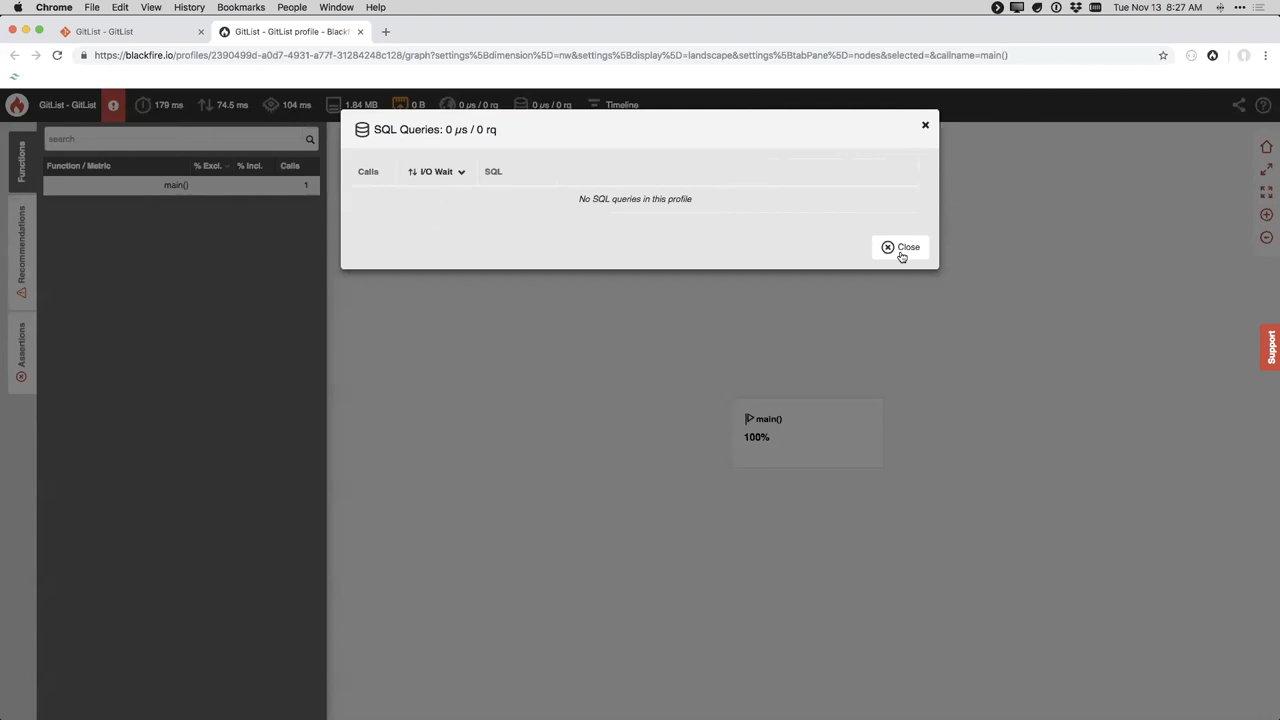 Chrome File Edit View History Bookmarks People Window Help Tue Nov 13 8:27 AM
GitList - GitList
GitList - GitList profile - Blackf
https://blackfire.io/profiles/2390499d-a0d7-4931-a77f-31284248c128/graph?settings%5Bdimension%5D=nw&settings%5Bdisplay%5D=landscape&settings%5BtabPane%5D=nodes&selected=&callname=main()
GitList - GitList 179 ms 74.5 ms 104 ms 1.84 MB 0 B 0 µs / 0 rq 0 µs / 0 rq Timeline
SQL Queries: 0 µs / 0 rq
Calls I/O Wait SQL
No SQL queries in this profile
Close
Functions
Recommendations
Assertions
search
Function / Metric % Excl. % Incl. Calls
main() 1
main()
100%
Support